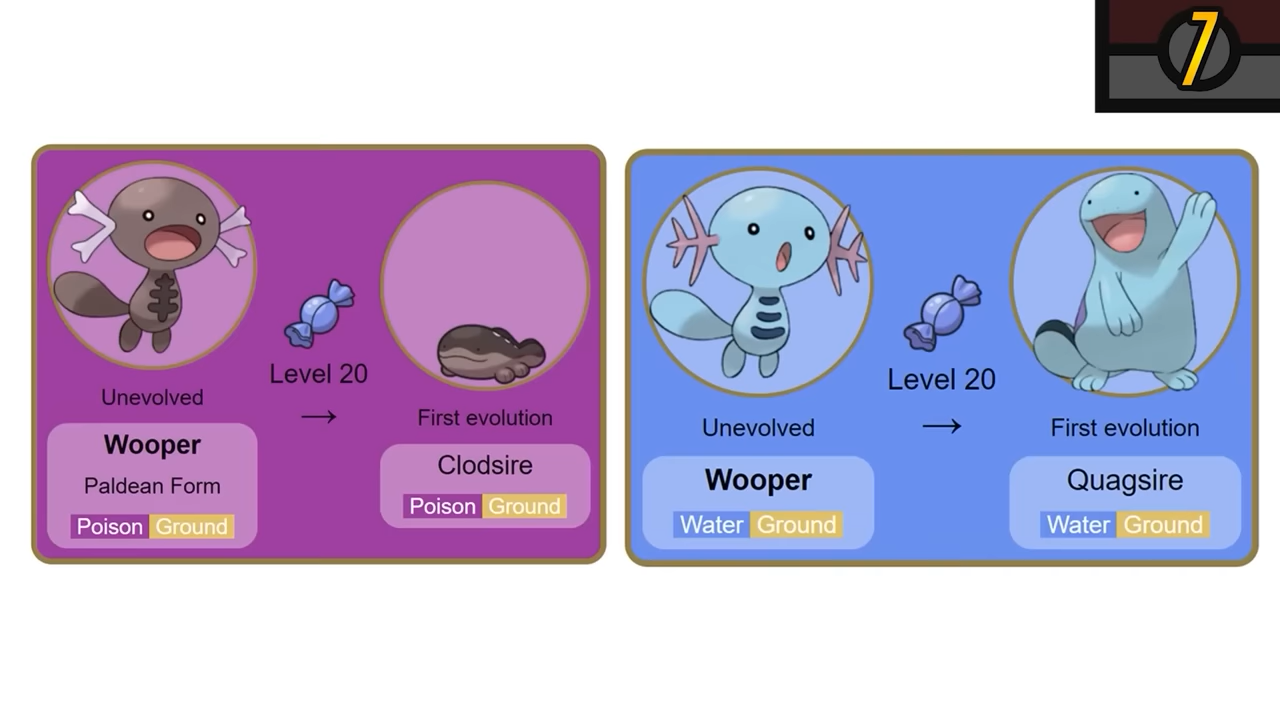 7
Level 20
→
Unevolved
Wooper
Paldean Form
Poison Ground
First evolution
Clodsire
Poison Ground
Level 20
→
Unevolved
Wooper
Water Ground
First evolution
Quagsire
Water Ground